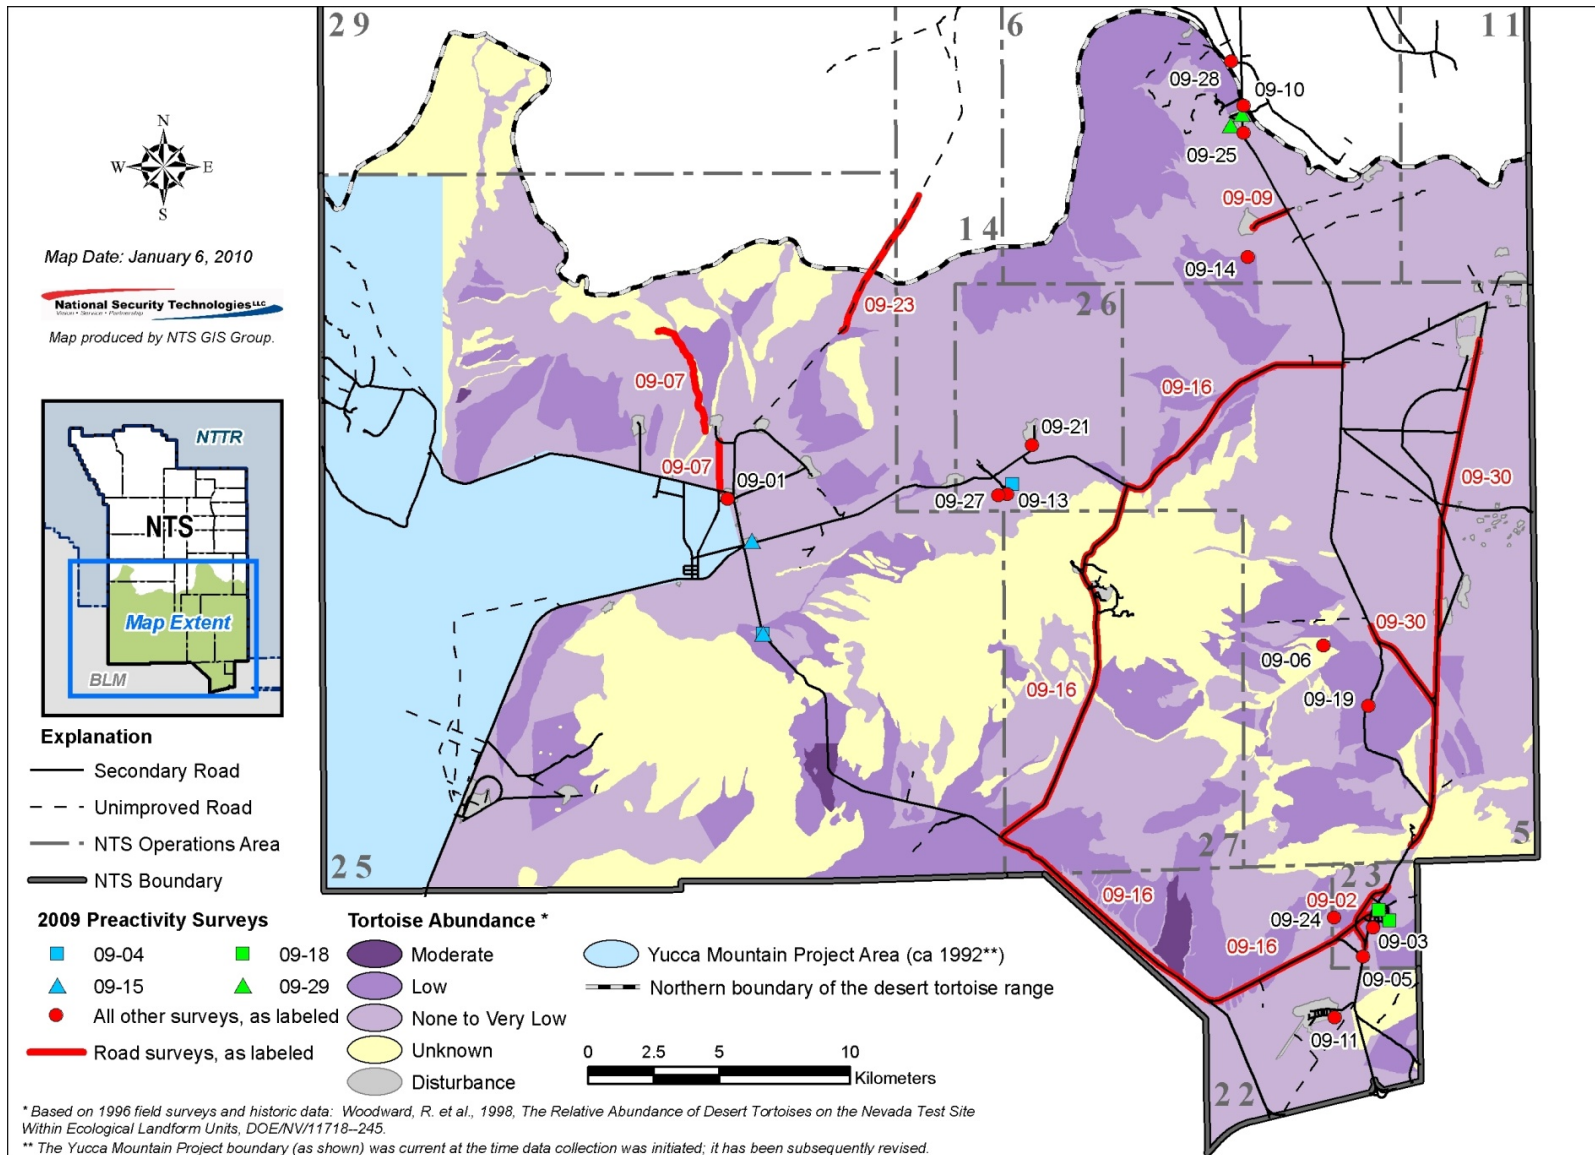 29
6
11
09-28
09-10
09-25
N
W
E
S
09-09
14
09-14
Map Date: January 6, 2010
National Security Technologies LLC
Vision • Service • Partnership
Map produced by NTS GIS Group.
09-23
26
09-07
09-16
NTTR
09-21
09-07
09-01
09-30
09-27
09-13
NTS
Map Extent
09-30
09-06
BLM
09-16
09-19
Explanation
Secondary Road
Unimproved Road
NTS Operations Area
NTS Boundary
25
27
5
23
09-16
09-02
09-24
09-03
09-16
09-05
09-11
22
2009 Preactivity Surveys
09-04
09-18
09-15
09-29
All other surveys, as labeled
Road surveys, as labeled
Tortoise Abundance *
Moderate
Low
None to Very Low
Unknown
Disturbance
Yucca Mountain Project Area (ca 1992**)
Northern boundary of the desert tortoise range
0 2.5 5 10
Kilometers
* Based on 1996 field surveys and historic data: Woodward, R. et al., 1998, The Relative Abundance of Desert Tortoises on the Nevada Test Site
Within Ecological Landform Units, DOE/NV/11718--245.
** The Yucca Mountain Project boundary (as shown) was current at the time data collection was initiated; it has been subsequently revised.